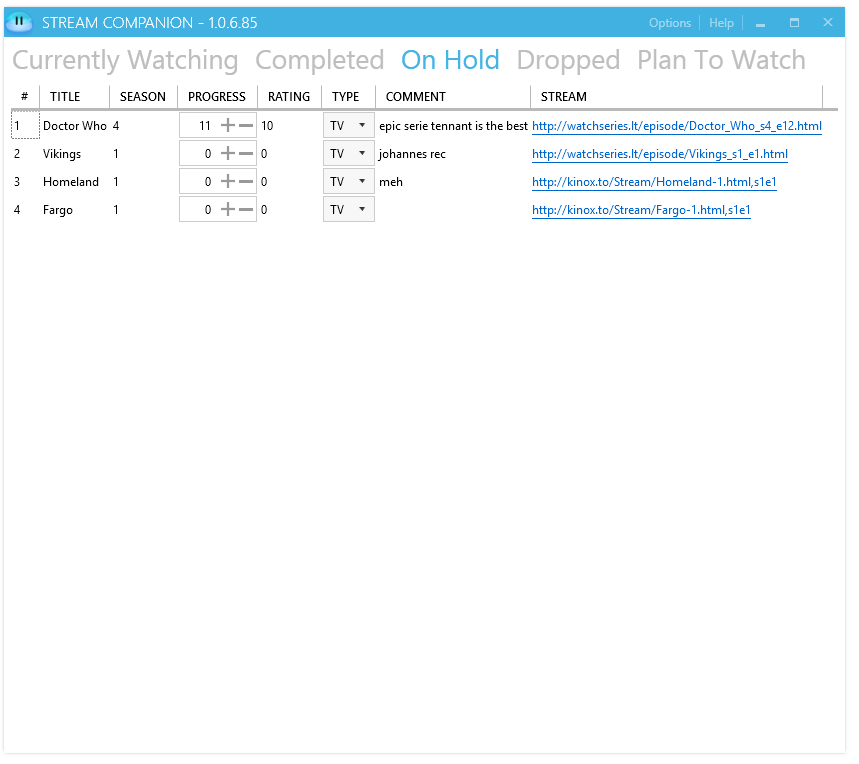 STREAM COMPANION - 1.0.6.85 Options Help
Currently Watching Completed On Hold Dropped Plan To Watch
# TITLE SEASON PROGRESS RATING TYPE COMMENT STREAM
1 Doctor Who 4 11 10 TV epic serie tennant is the best http://watchseries.lt/episode/Doctor_Who_s4_e12.html
2 Vikings 1 0 0 TV johannes rec http://watchseries.lt/episode/Vikings_s1_e1.html
3 Homeland 1 0 0 TV meh http://kinox.to/Stream/Homeland-1.html,s1e1
4 Fargo 1 0 0 TV http://kinox.to/Stream/Fargo-1.html,s1e1